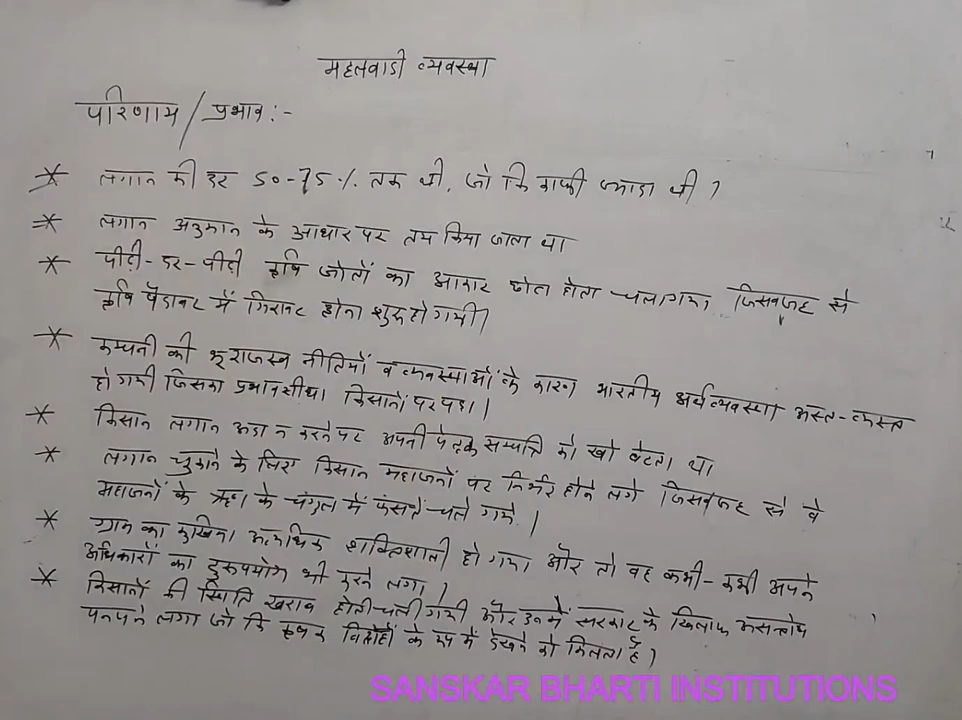 महलवाडी व्यवस्था
परिणाम / प्रभाव :-
* लगान की दर 50-75 % तक थी, जो कि काफी ज्यादा थी।
* लगान अनुमान के आधार पर तय किया जाता था
* पीढी-दर-पीढी कृषि जोतों का आकार छोटा होता चला गया, जिस वजह से
कृषि पैदावार में गिरावट होना शुरू हो गयी।
* कम्पनी की भू राजस्व नीतियों व व्यवस्थाओं के कारण भारतीय अर्थव्यवस्था अस्त-व्यस्त
हो गयी जिसका प्रभाव सीधा किसानों पर पडा।
* किसान लगान अदा न करने पर अपनी पैतृक सम्पत्ति को खो बैठता था
* लगान चुकाने के लिए किसान महाजनों पर निर्भर होने लगे जिस वजह से वे
महाजनों के ऋण के चंगुल में फंसते चले गये।
* ग्राम का मुखिया अत्यधिक शक्तिशाली हो गया और तो वह कभी-कभी अपने
अधिकारों का दुरुपयोग भी करने लगा।
* किसानों की स्थिति खराब होती चली गयी और उनमें सरकार के खिलाफ असन्तोष
पनपने लगा जो कि कृषक विद्रोहों के रूप में देखने को मिलता है।
SANSKAR BHARTI INSTITUTIONS